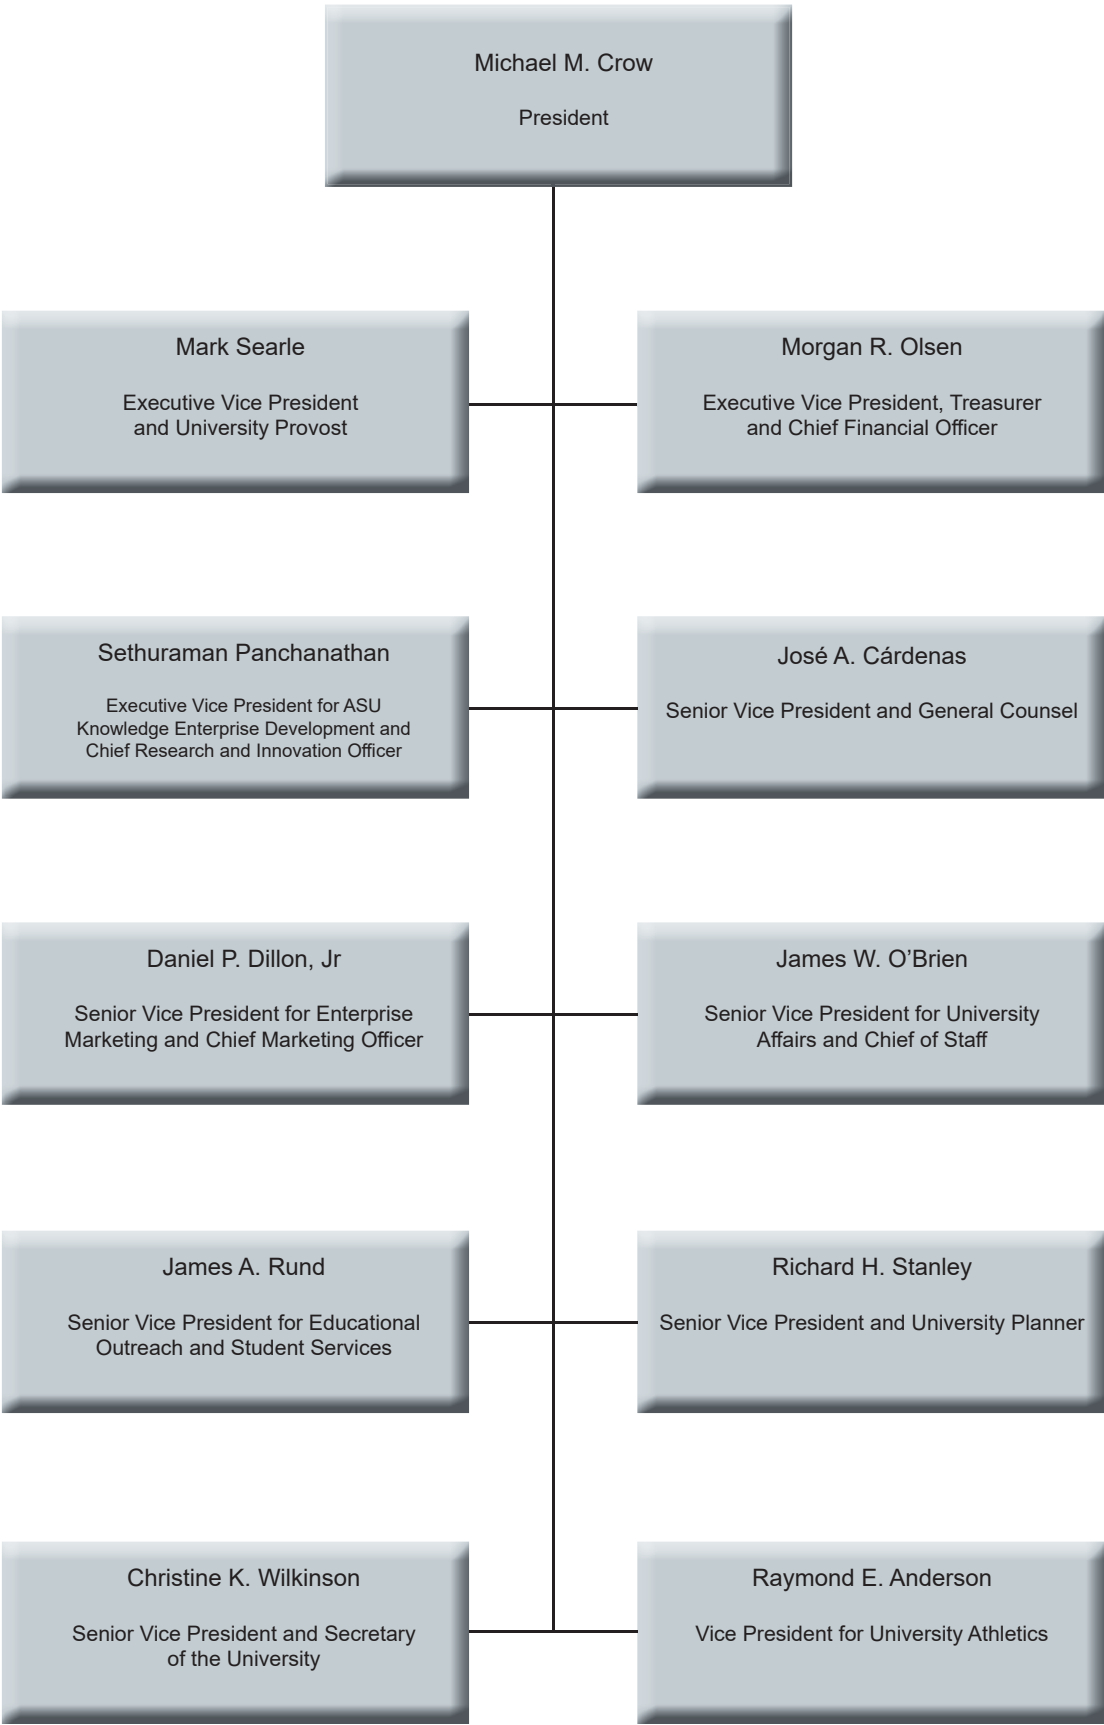 Michael M. Crow
President
Mark Searle
Executive Vice President
and University Provost
Morgan R. Olsen
Executive Vice President, Treasurer
and Chief Financial Officer
Sethuraman Panchanathan
Executive Vice President for ASU
Knowledge Enterprise Development and
Chief Research and Innovation Officer
José A. Cárdenas
Senior Vice President and General Counsel
Daniel P. Dillon, Jr
Senior Vice President for Enterprise
Marketing and Chief Marketing Officer
James W. O’Brien
Senior Vice President for University
Affairs and Chief of Staff
James A. Rund
Senior Vice President for Educational
Outreach and Student Services
Richard H. Stanley
Senior Vice President and University Planner
Christine K. Wilkinson
Senior Vice President and Secretary
of the University
Raymond E. Anderson
Vice President for University Athletics